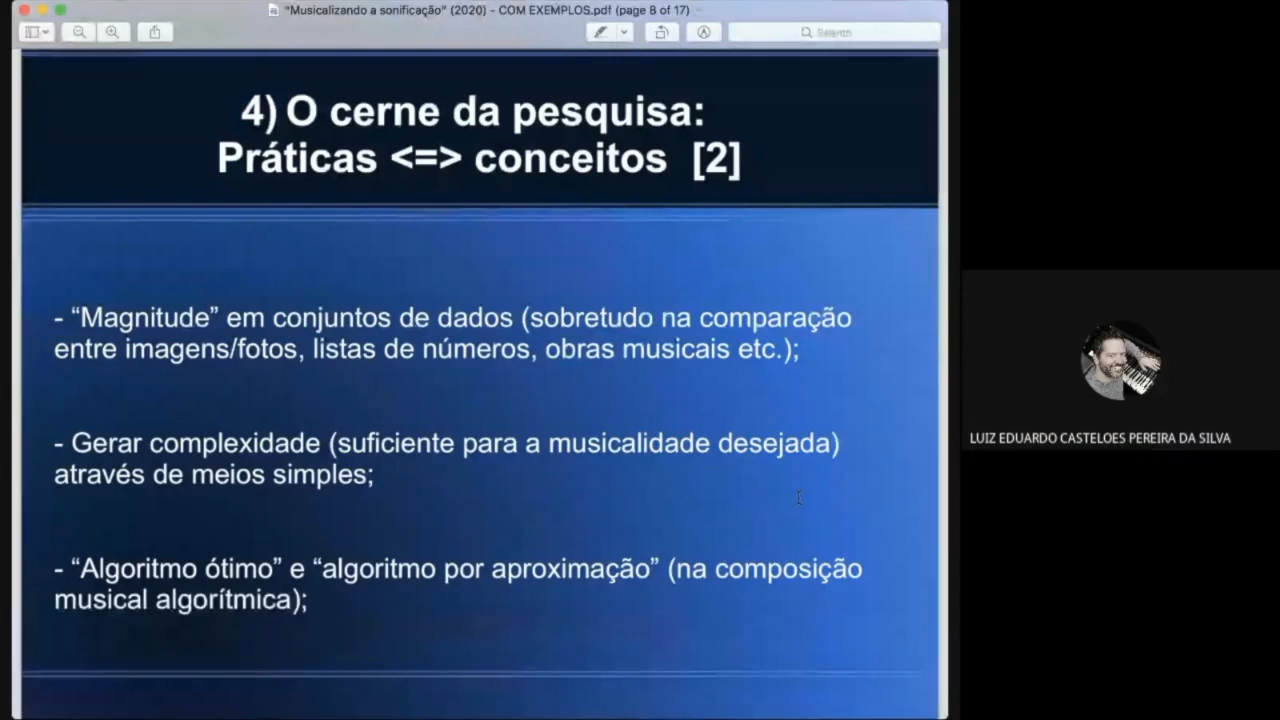 "Musicalizando a sonificação" (2020) - COM EXEMPLOS.pdf (page 8 of 17)
Search
4) O cerne da pesquisa:
Práticas <=> conceitos [2]
- “Magnitude” em conjuntos de dados (sobretudo na comparação
entre imagens/fotos, listas de números, obras musicais etc.);
- Gerar complexidade (suficiente para a musicalidade desejada)
através de meios simples;
- “Algoritmo ótimo” e “algoritmo por aproximação” (na composição
musical algorítmica);
LUIZ EDUARDO CASTELOES PEREIRA DA SILVA